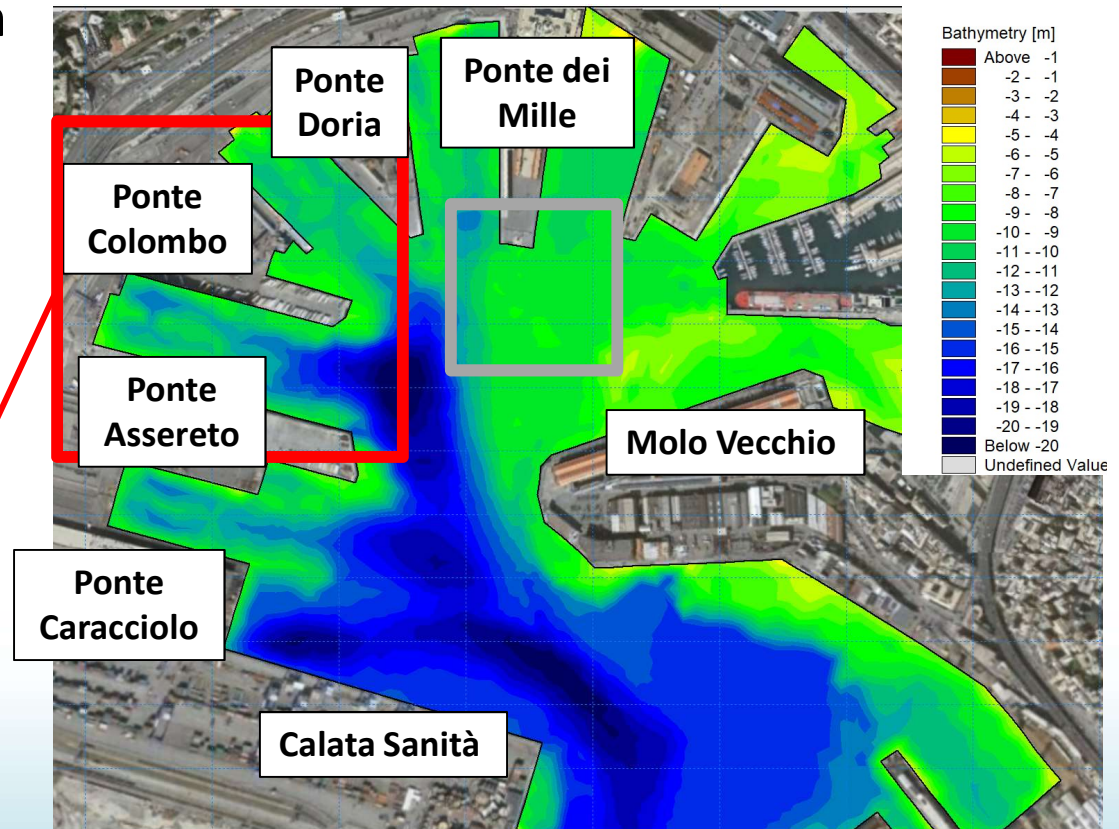 Ponte
Doria
Ponte dei
Mille
Ponte
Colombo
Ponte
Assereto
Molo Vecchio
Ponte
Caracciolo
Calata Sanità
Bathymetry [m]
Above -1
-2 - -1
-3 - -2
-4 - -3
-5 - -4
-6 - -5
-7 - -6
-8 - -7
-9 - -8
-10 - -9
-11 - -10
-12 - -11
-13 - -12
-14 - -13
-15 - -14
-16 - -15
-17 - -16
-18 - -17
-19 - -18
-20 - -19
Below -20
Undefined Value